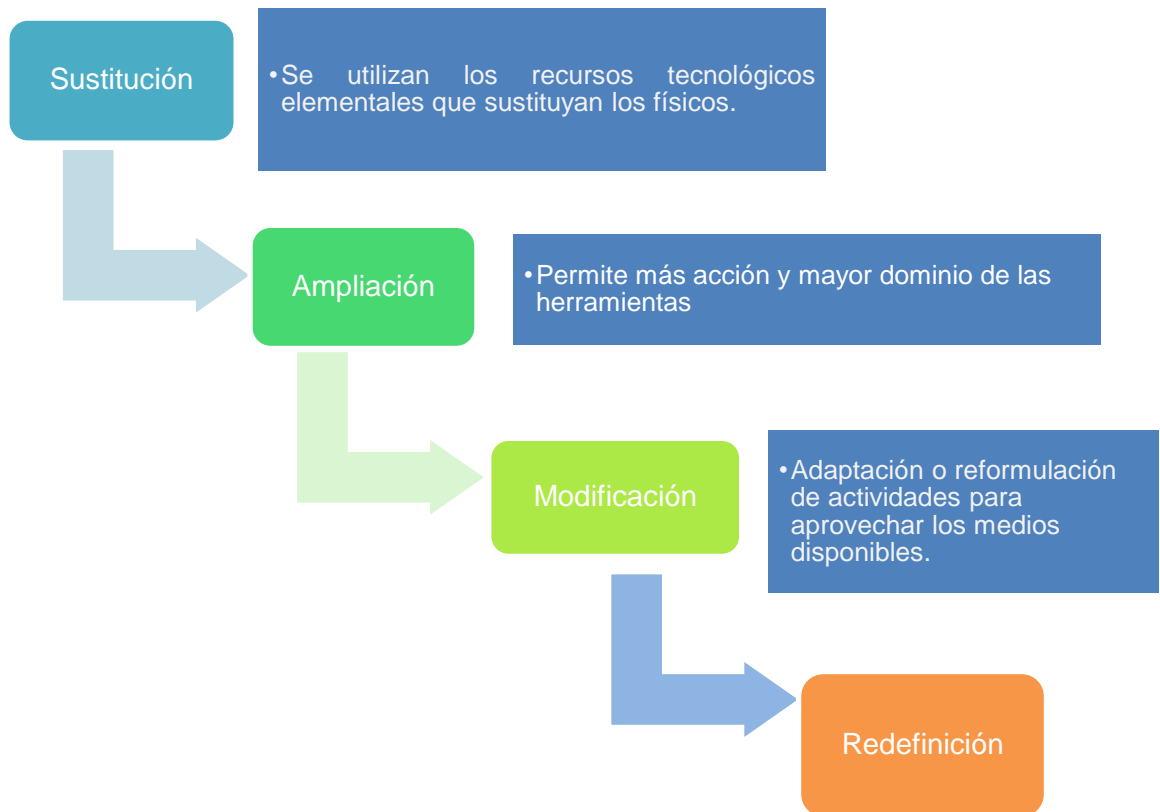 Sustitución
•Se utilizan los recursos tecnológicos
elementales que sustituyan los físicos.
Ampliación
•Permite más acción y mayor dominio de las
herramientas
Modificación
•Adaptación o reformulación
de actividades para
aprovechar los medios
disponibles.
Redefinición